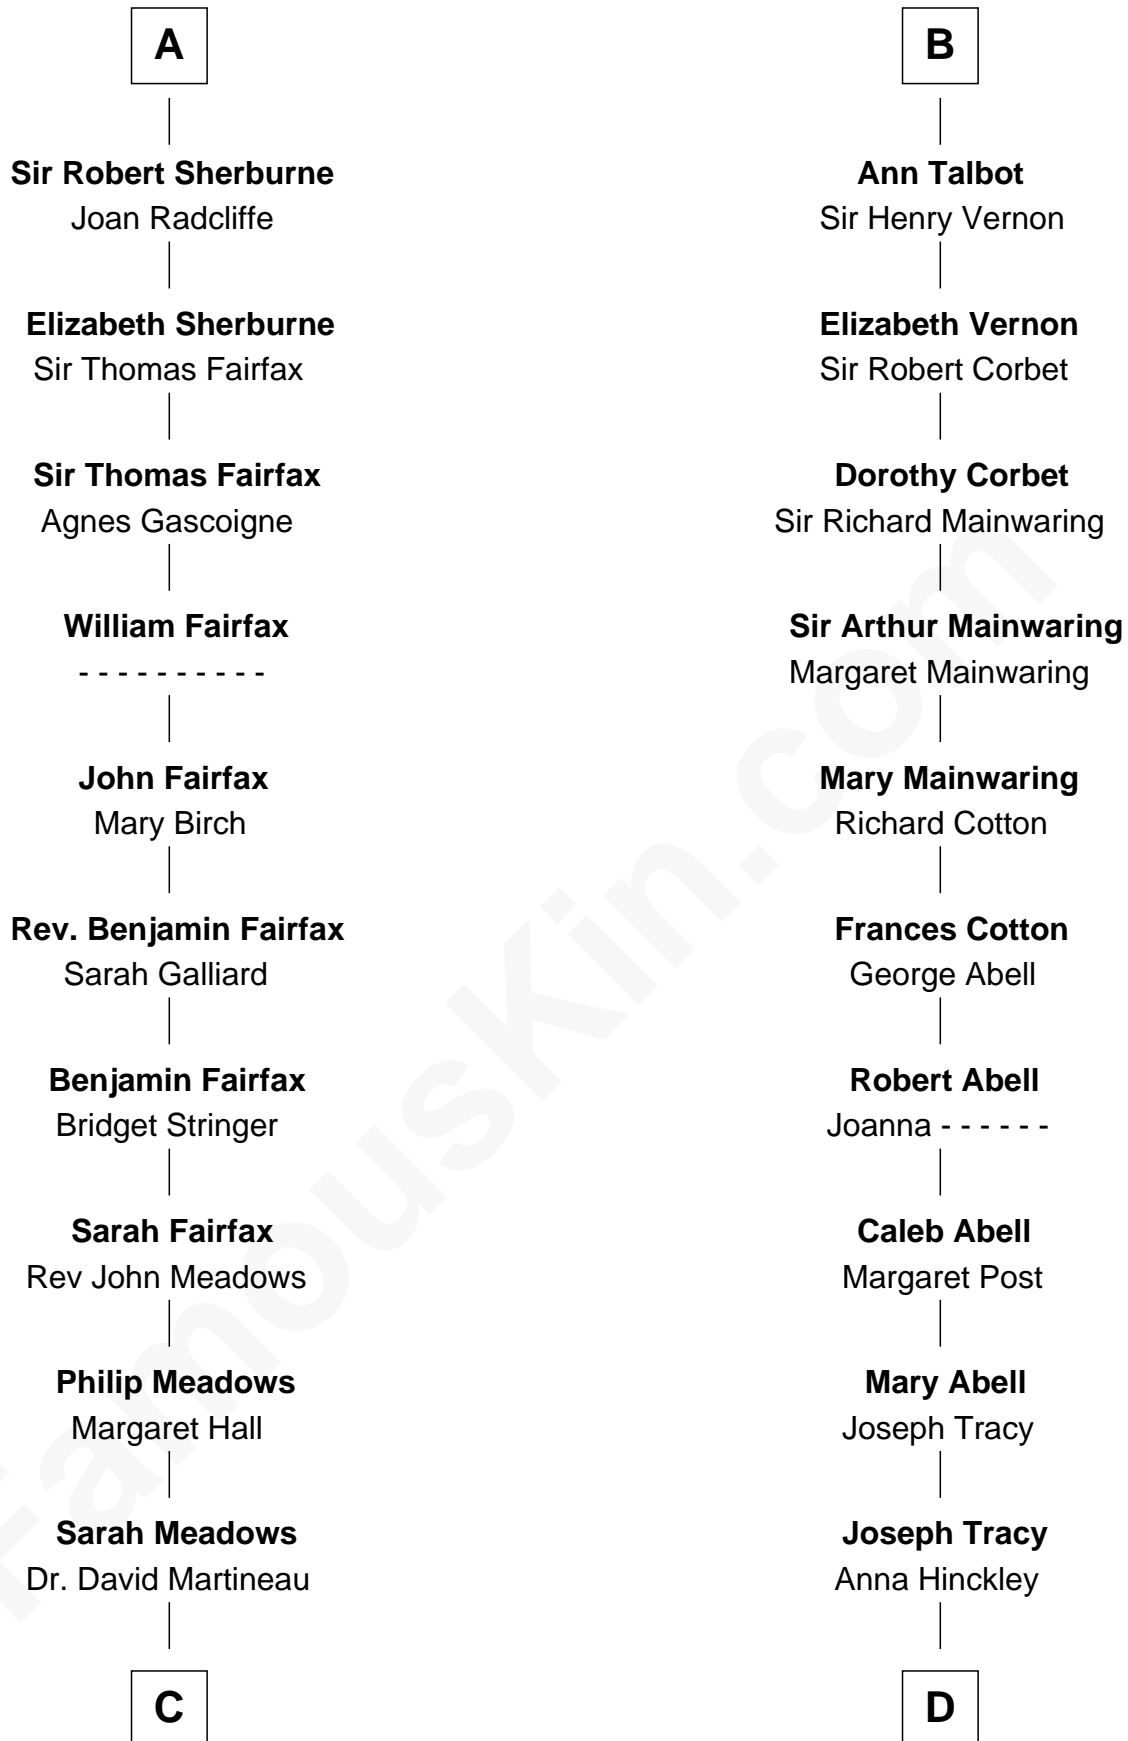 A
Sir Robert Sherburne
Joan Radcliffe
Elizabeth Sherburne
Sir Thomas Fairfax
Sir Thomas Fairfax
Agnes Gascoigne
William Fairfax
- - - - - - - - - -
John Fairfax
Mary Birch
Rev. Benjamin Fairfax
Sarah Galliard
Benjamin Fairfax
Bridget Stringer
Sarah Fairfax
Rev John Meadows
Philip Meadows
Margaret Hall
Sarah Meadows
Dr. David Martineau
C
B
Ann Talbot
Sir Henry Vernon
Elizabeth Vernon
Sir Robert Corbet
Dorothy Corbet
Sir Richard Mainwaring
Sir Arthur Mainwaring
Margaret Mainwaring
Mary Mainwaring
Richard Cotton
Frances Cotton
George Abell
Robert Abell
Joanna - - - - - -
Caleb Abell
Margaret Post
Mary Abell
Joseph Tracy
Joseph Tracy
Anna Hinckley
D
FamousKin.com